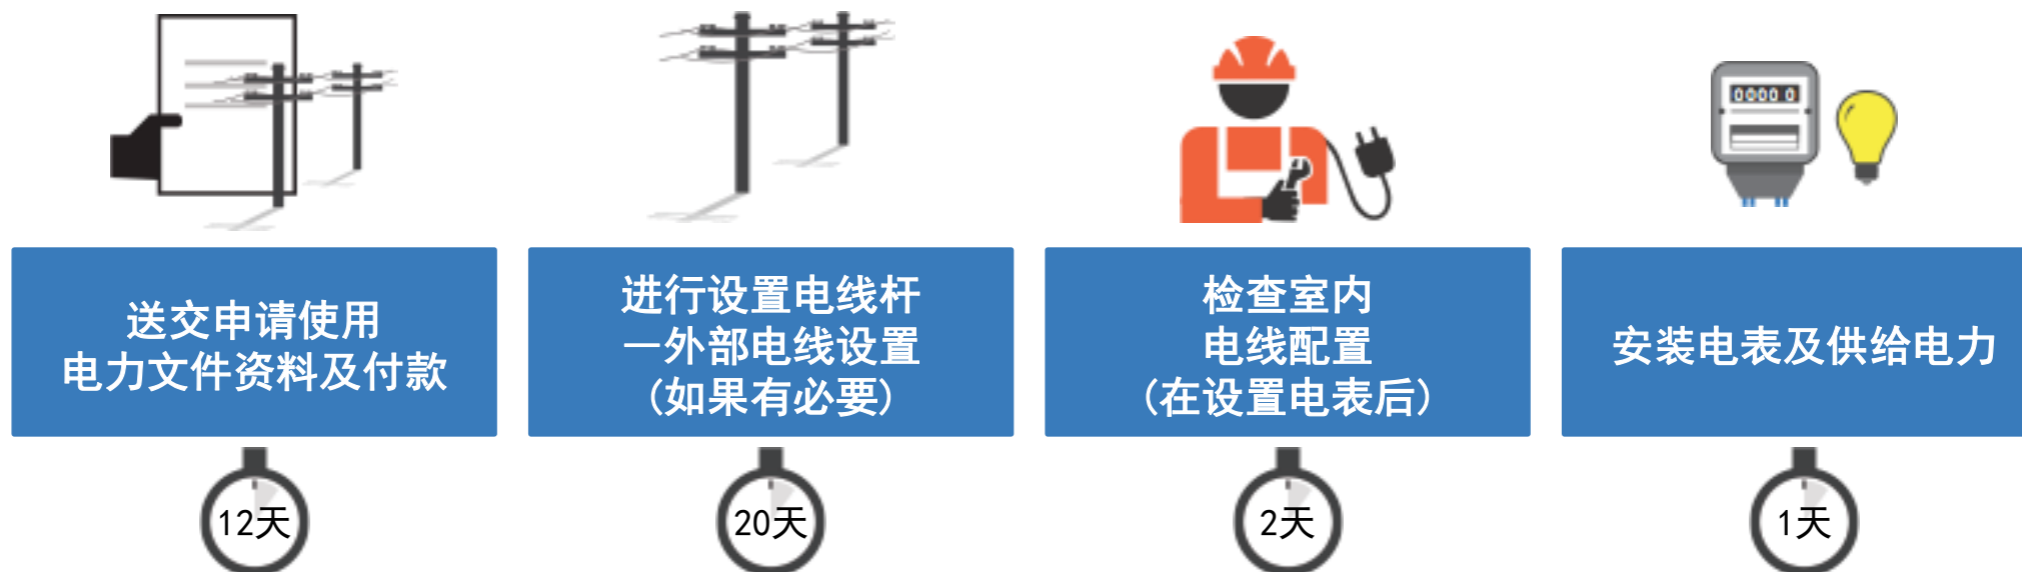 0000 0
送交申请使用
电力文件资料及付款
进行设置电线杆
一外部电线设置
(如果有必要)
检查室内
电线配置
(在设置电表后)
安装电表及供给电力
12天
20天
2天
1天